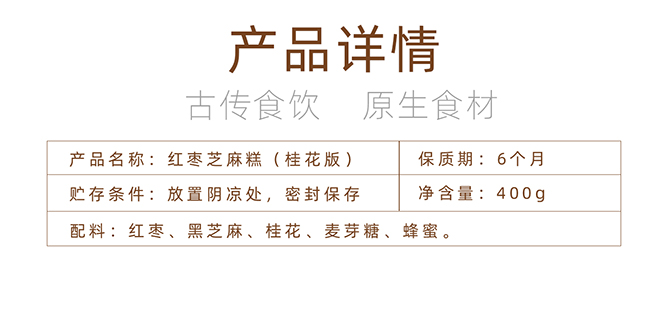 产品详情
古传食饮 原生食材
产品名称：红枣芝麻糕（桂花版） 保质期：6个月
贮存条件：放置阴凉处，密封保存 净含量：400g
配料：红枣、黑芝麻、桂花、麦芽糖、蜂蜜。